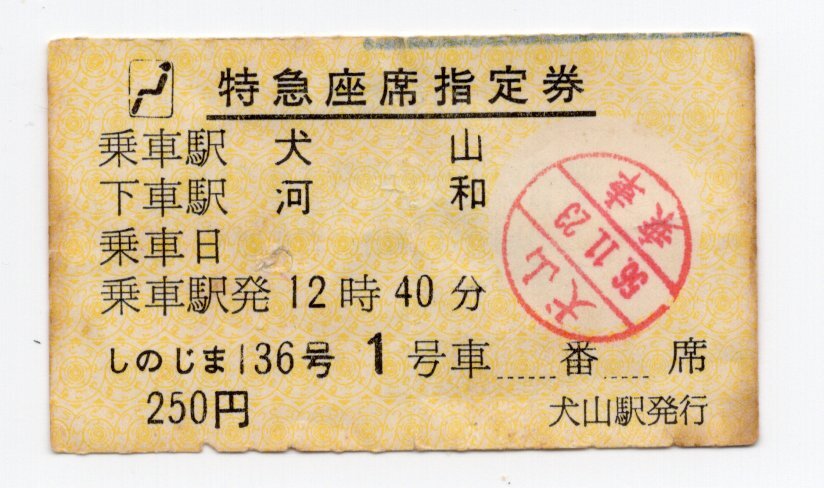 特急座席指定券
乗車駅 犬山
下車駅 河和
乗車日
乗車駅発 12時40分
しのじま136号 1号車 番 席
250円 犬山駅発行
犬山
56.11.23
乗車